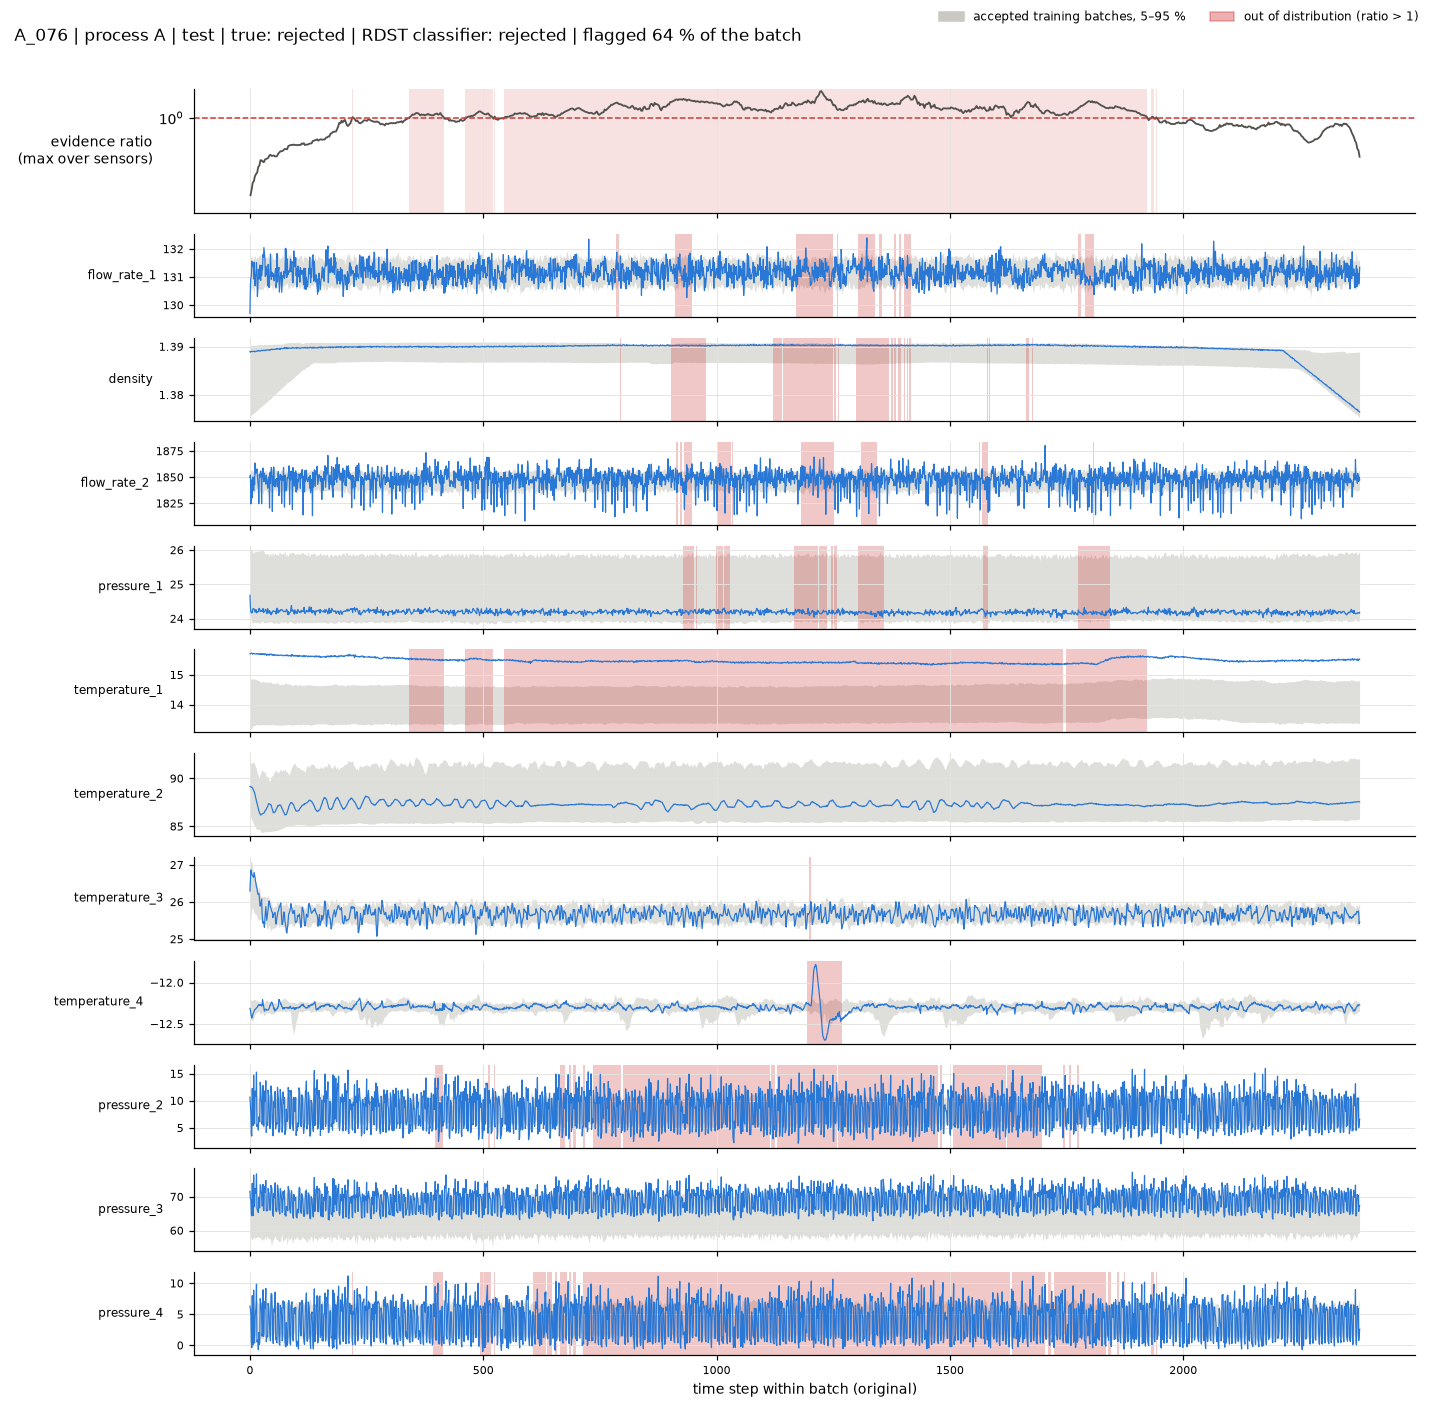 accepted training batches, 5–95 %
out of distribution (ratio > 1)
A_076 | process A | test | true: rejected | RDST classifier: rejected | flagged 64 % of the batch
10⁰
evidence ratio
(max over sensors)
132
131
130
flow_rate_1
1.39
1.38
density
1875
1850
1825
flow_rate_2
26
25
24
pressure_1
15
14
temperature_1
90
85
temperature_2
27
26
25
temperature_3
−12.0
−12.5
temperature_4
15
10
5
pressure_2
70
60
pressure_3
10
5
0
pressure_4
0 500 1000 1500 2000
time step within batch (original)